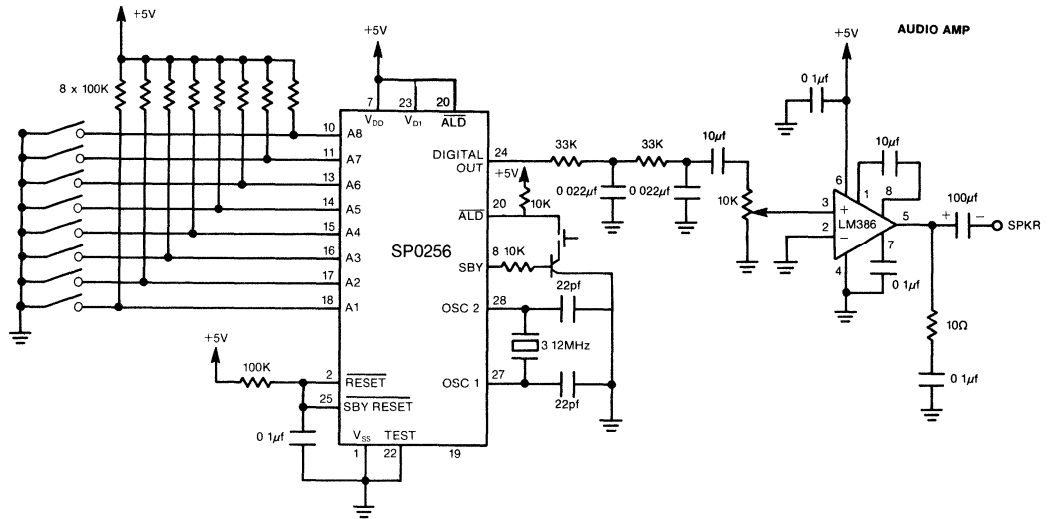 +5V
8 x 100K
10 A8
11 A7
13 A6
14 A5
15 A4
16 A3
17 A2
18 A1
+5V
100K
2 RESET
25 SBY RESET
0 1µf
+5V
7 23 20
VDD VD1 ALD
SP0256
DIGITAL OUT 24
ALD 20
SBY 8
OSC 2 28
OSC 1 27
VSS TEST
1 22 19
33K 33K
0 022µf 0 022µf
+5V
10K
10K
22pf
3 12MHz
22pf
10µf
10K
AUDIO AMP
+5V
0 1µf
10µf
6 1 8
3 +
LM386
2 −
5
7
4
0 1µf
100µf
+ −
SPKR
10Ω
0 1µf